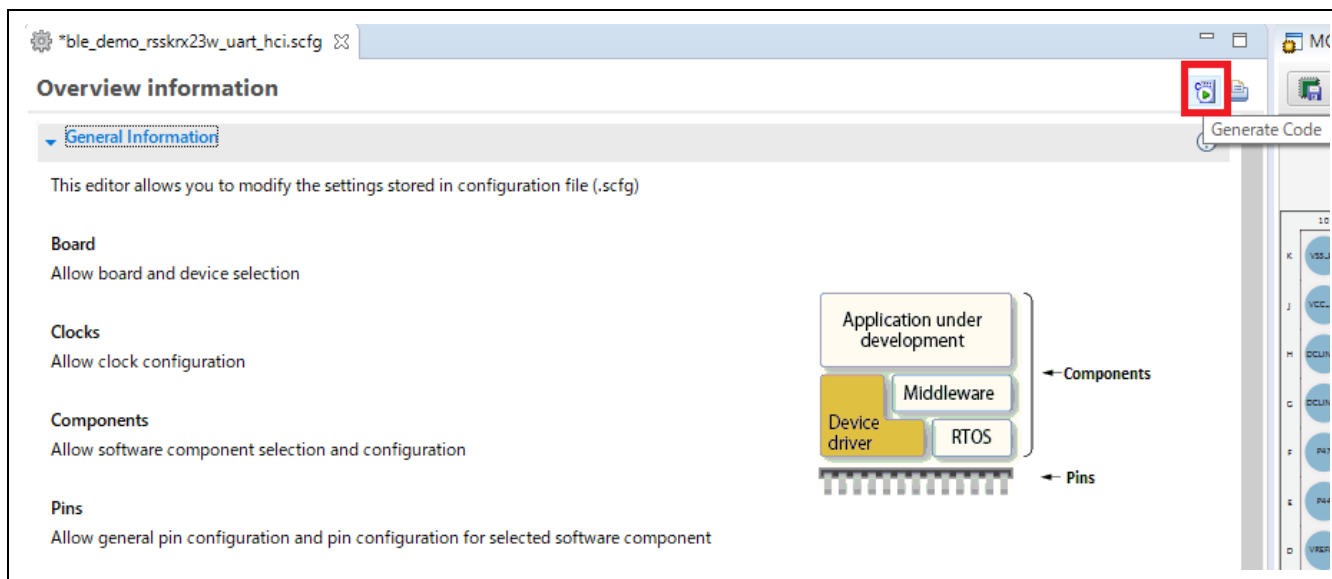 *ble_demo_rsskrx23w_uart_hci.scfg
MC
Overview information
Generate Code
General Information
This editor allows you to modify the settings stored in configuration file (.scfg)
Board
Allow board and device selection
Clocks
Allow clock configuration
Components
Allow software component selection and configuration
Pins
Allow general pin configuration and pin configuration for selected software component
Application under
development
Middleware
Device
driver
RTOS
Components
Pins
10
K
J
H
G
F
E
D